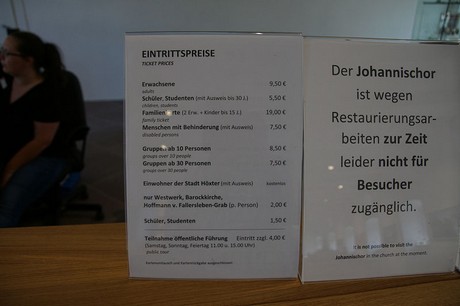 EINTRITTSPREISE
TICKET PRICES
Erwachsene 9,50 €
adults
Schüler, Studenten (mit Ausweis bis 30 J.) 5,50 €
children, students
Familien rte (2 Erw. + Kinder bis 15 J.) 19,00 €
family ticket
Menschen mit Behinderung (mit Ausweis) 7,50 €
disabled persons
Gruppen ab 10 Personen 8,50 €
groups over 10 people
Gruppen ab 30 Personen 7,50 €
groups over 30 people
Einwohner der Stadt Höxter (mit Ausweis) kostenlos
nur Westwerk, Barockkirche,
Hoffmann v. Fallersleben-Grab (p. Person) 2,00 €
Schüler, Studenten 1,50 €
Teilnahme öffentliche Führung Eintritt zzgl. 4,00 €
(Samstag, Sonntag, Feiertag 11.00 u. 15.00 Uhr)
public tour
Der Johannischor
ist wegen
Restaurierungsar-
beiten zur Zeit
leider nicht für
Besucher
zugänglich.
It is not possible to visit the
Johannischor in the church at the moment.